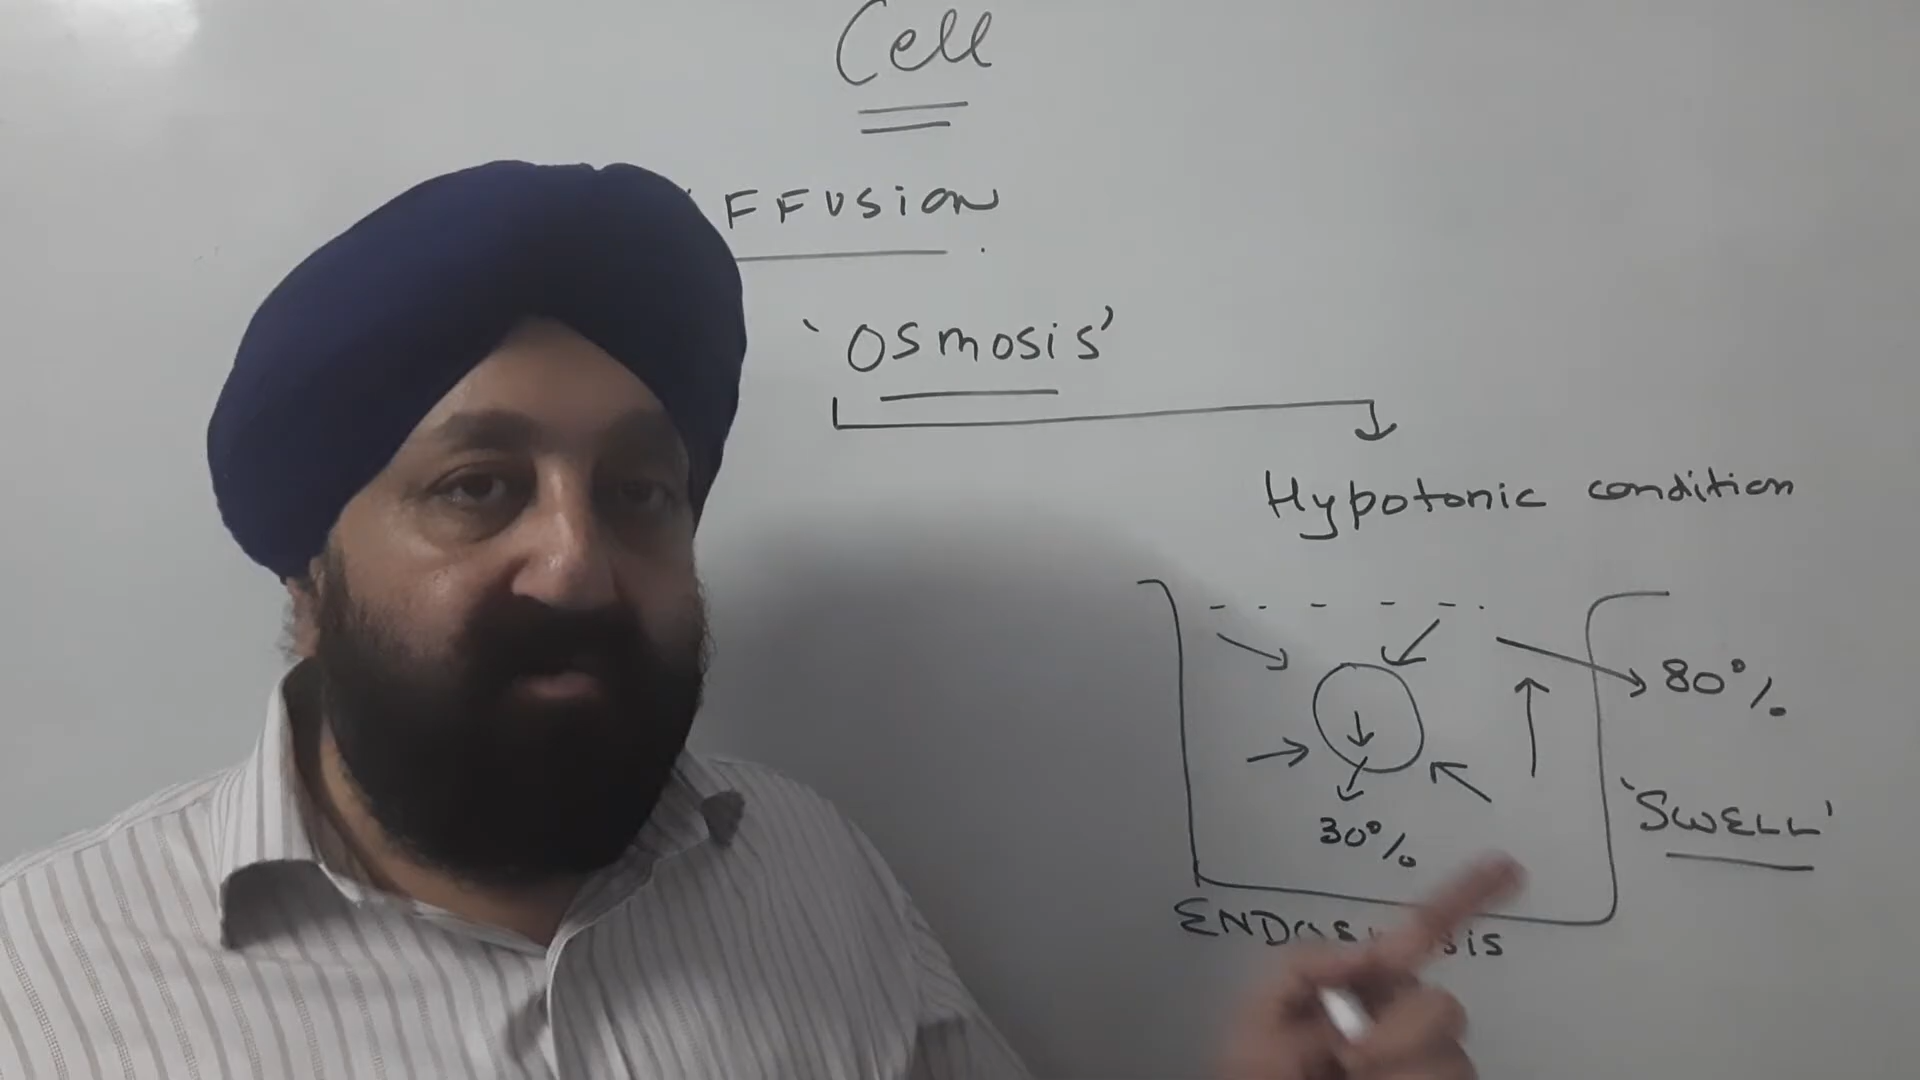 Cell
FFUSION
'OSMOSIS'
Hypotonic condition
80%
30%
'SWELL'